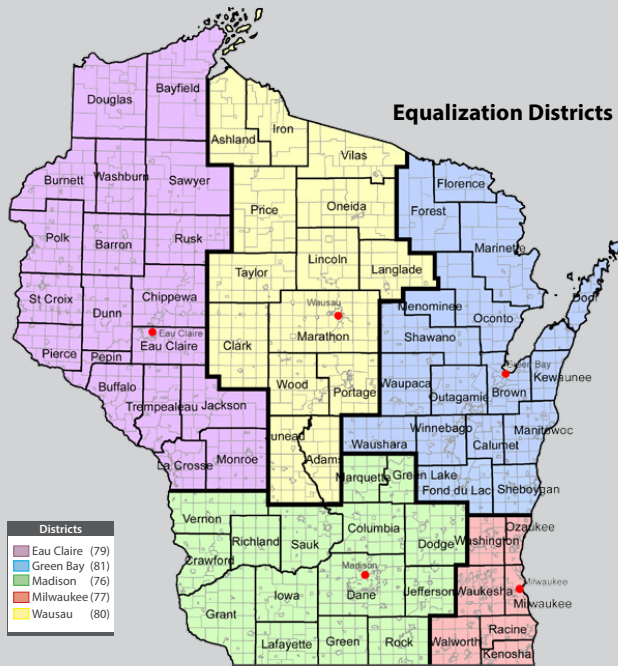 Equalization Districts
Bayfield
Douglas
Iron
Ashland
Vilas
Washburn
Burnett
Sawyer
Florence
Price
Oneida
Forest
Polk
Barron
Rusk
Marinette
Lincoln
Taylor
Langlade
Chippewa
St Croix
Dunn
Wausau
Menominee
Door
Oconto
Eau Claire
Eau Claire
Marathon
Clark
Shawano
Pierce
Pepin
Green Bay
Buffalo
Wood
Portage
Waupaca
Outagamie
Brown
Kewaunee
Trempealeau
Jackson
Juneau
Adams
Waushara
Winnebago
Calumet
Manitowoc
La Crosse
Monroe
Marquette
Green Lake
Fond du Lac
Sheboygan
Vernon
Richland
Sauk
Columbia
Dodge
Washington
Ozaukee
Crawford
Madison
Dane
Jefferson
Waukesha
Milwaukee
Milwaukee
Iowa
Grant
Lafayette
Green
Rock
Walworth
Racine
Kenosha
Districts
Eau Claire (79)
Green Bay (81)
Madison (76)
Milwaukee (77)
Wausau (80)